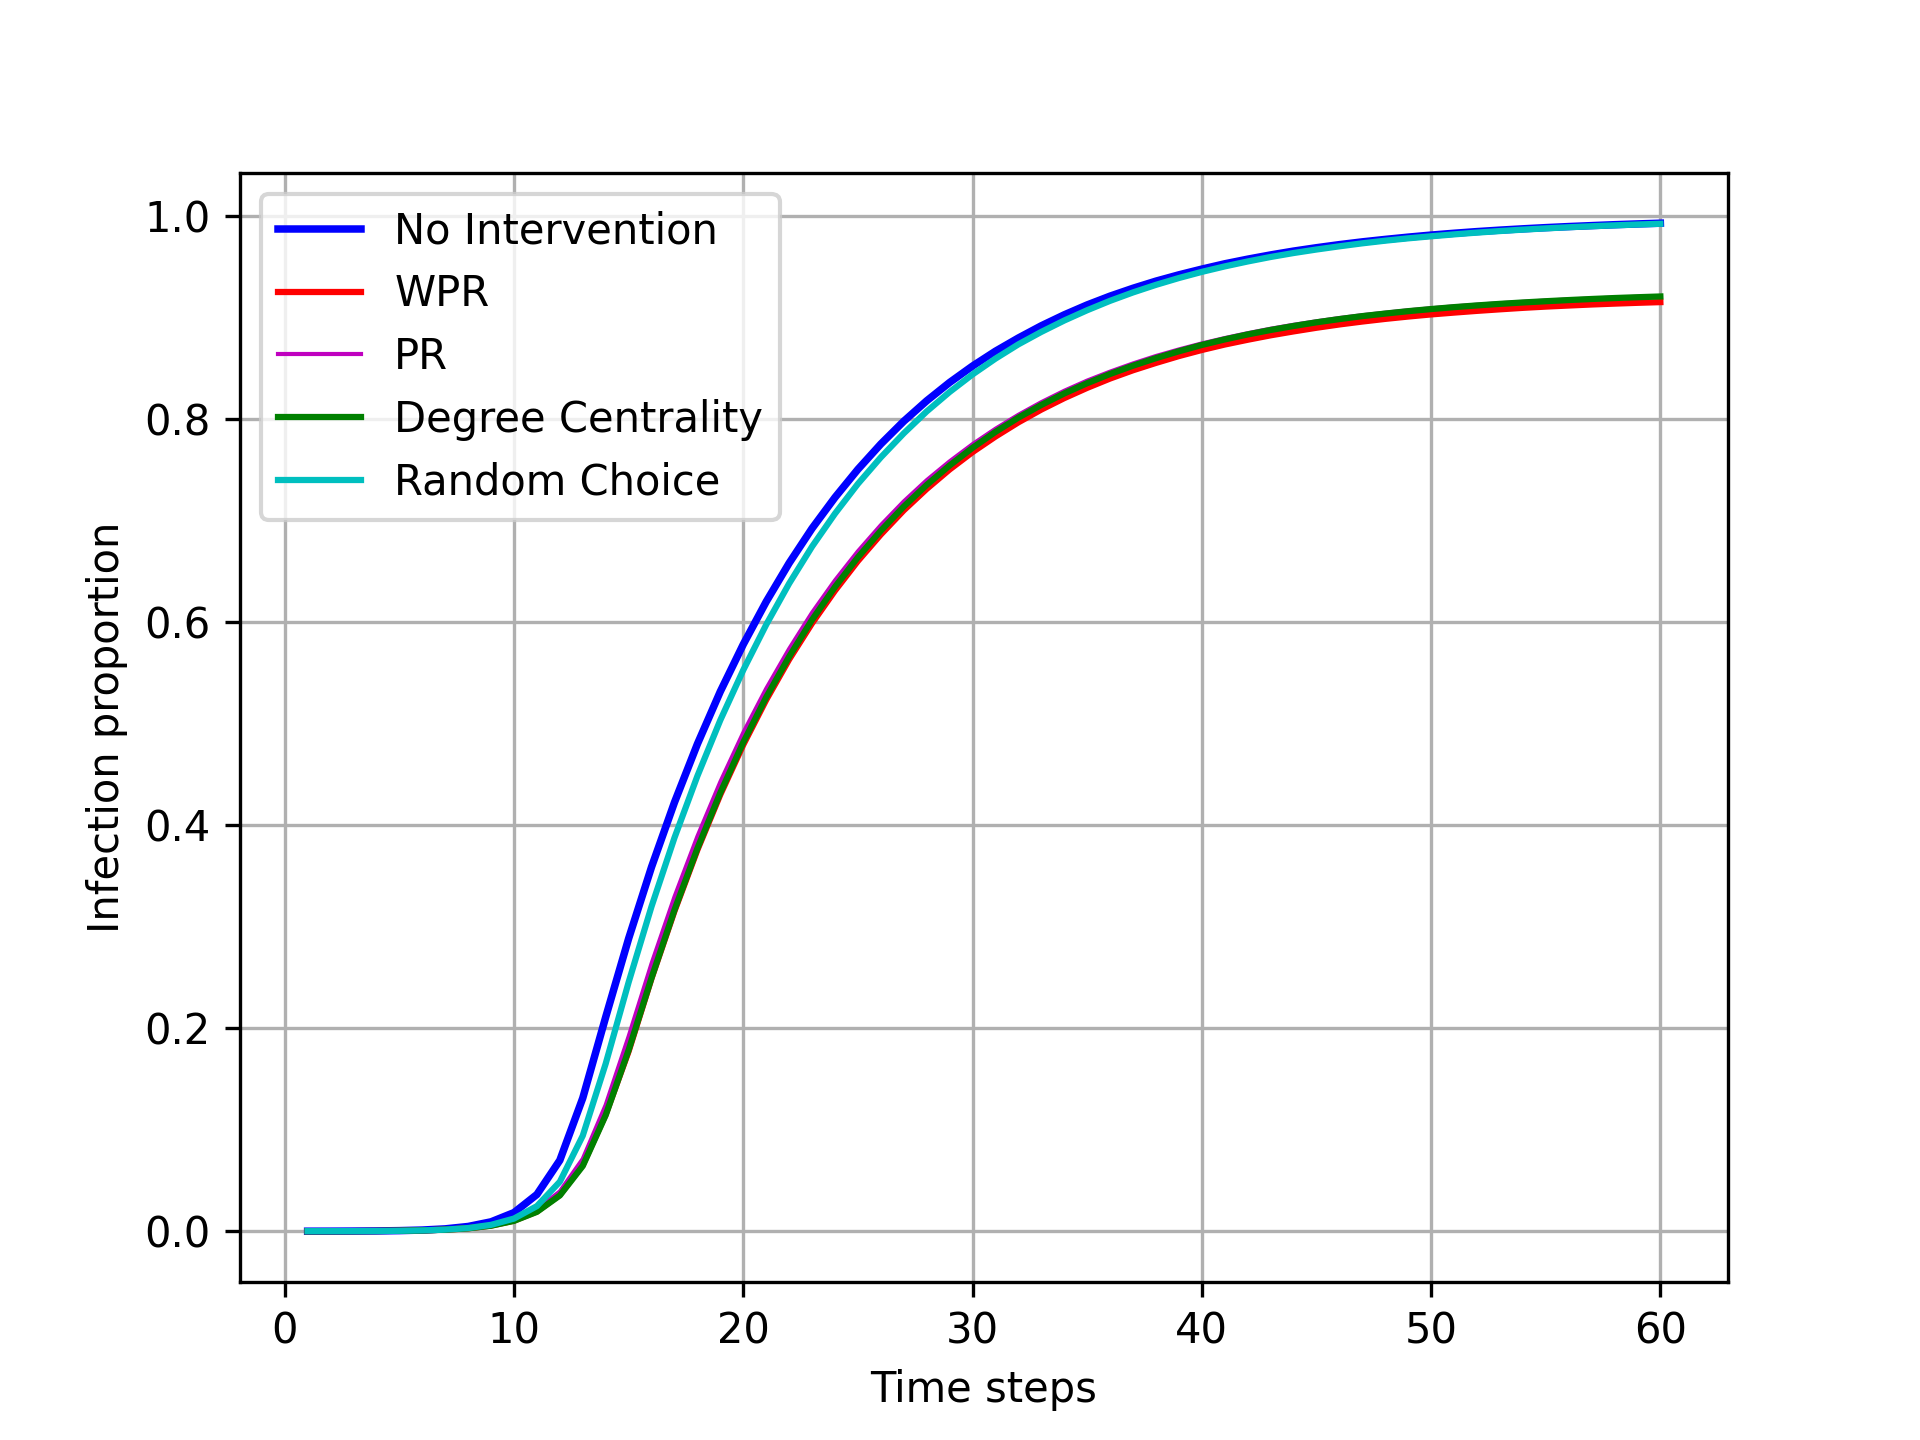 No Intervention
WPR
PR
Degree Centrality
Random Choice
1.0
0.8
0.6
0.4
0.2
0.0
Infection proportion
0 10 20 30 40 50 60
Time steps